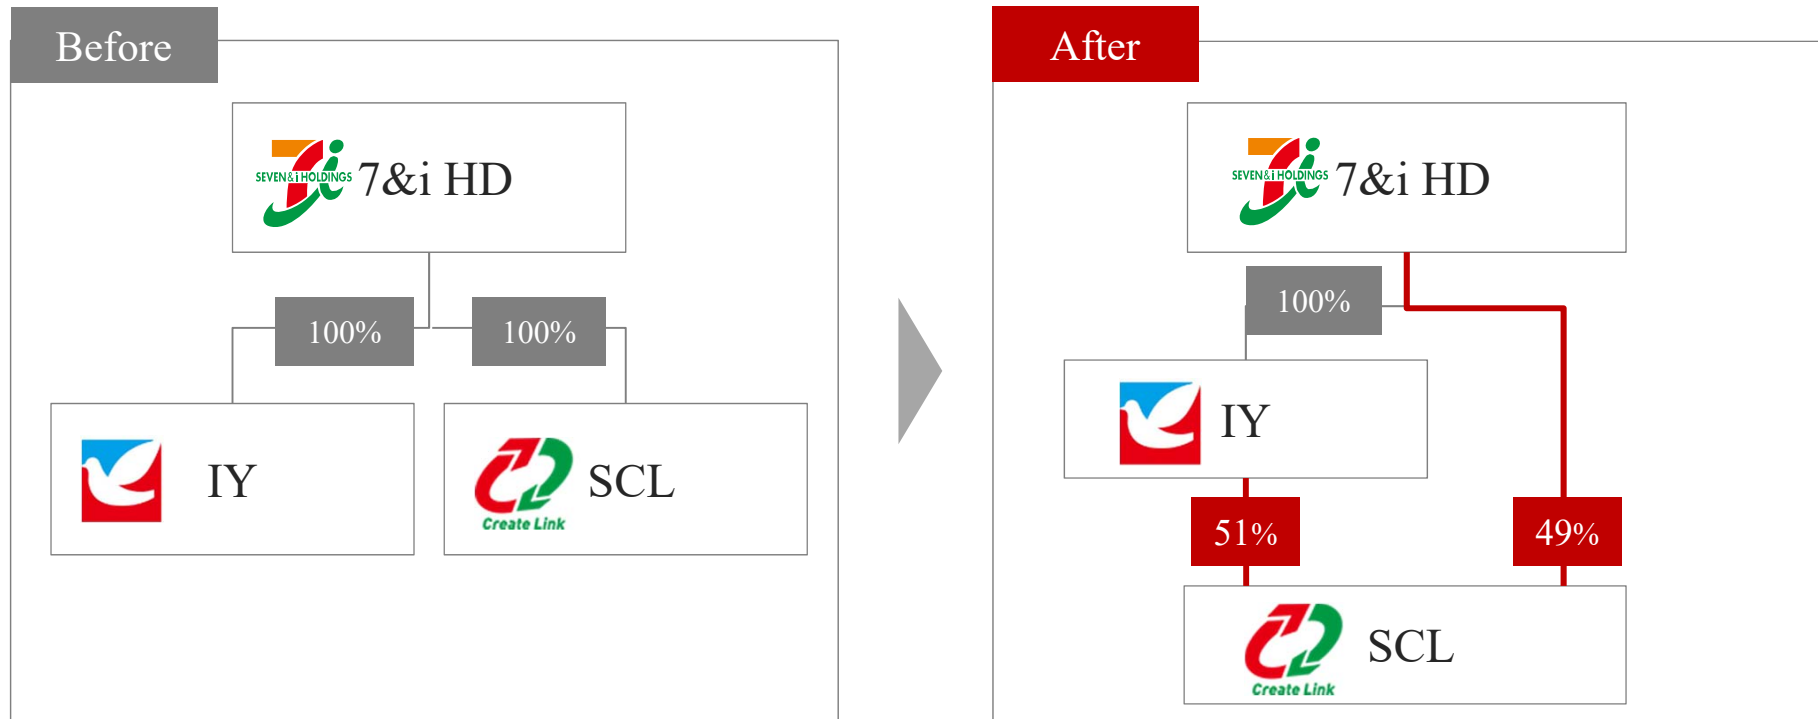 Before
SEVEN&i HOLDINGS
7&i HD
100%
100%
IY
Create Link
SCL
After
SEVEN&i HOLDINGS
7&i HD
100%
IY
51%
49%
Create Link
SCL